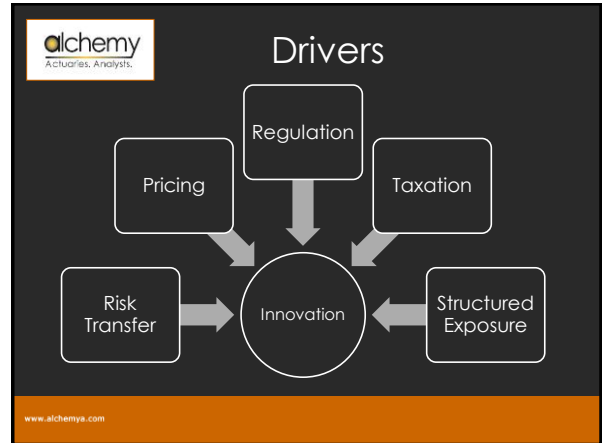 alchemy
Actuaries. Analysts.
Drivers
Regulation
Pricing
Taxation
Risk
Transfer
Innovation
Structured
Exposure
www.alchemya.com